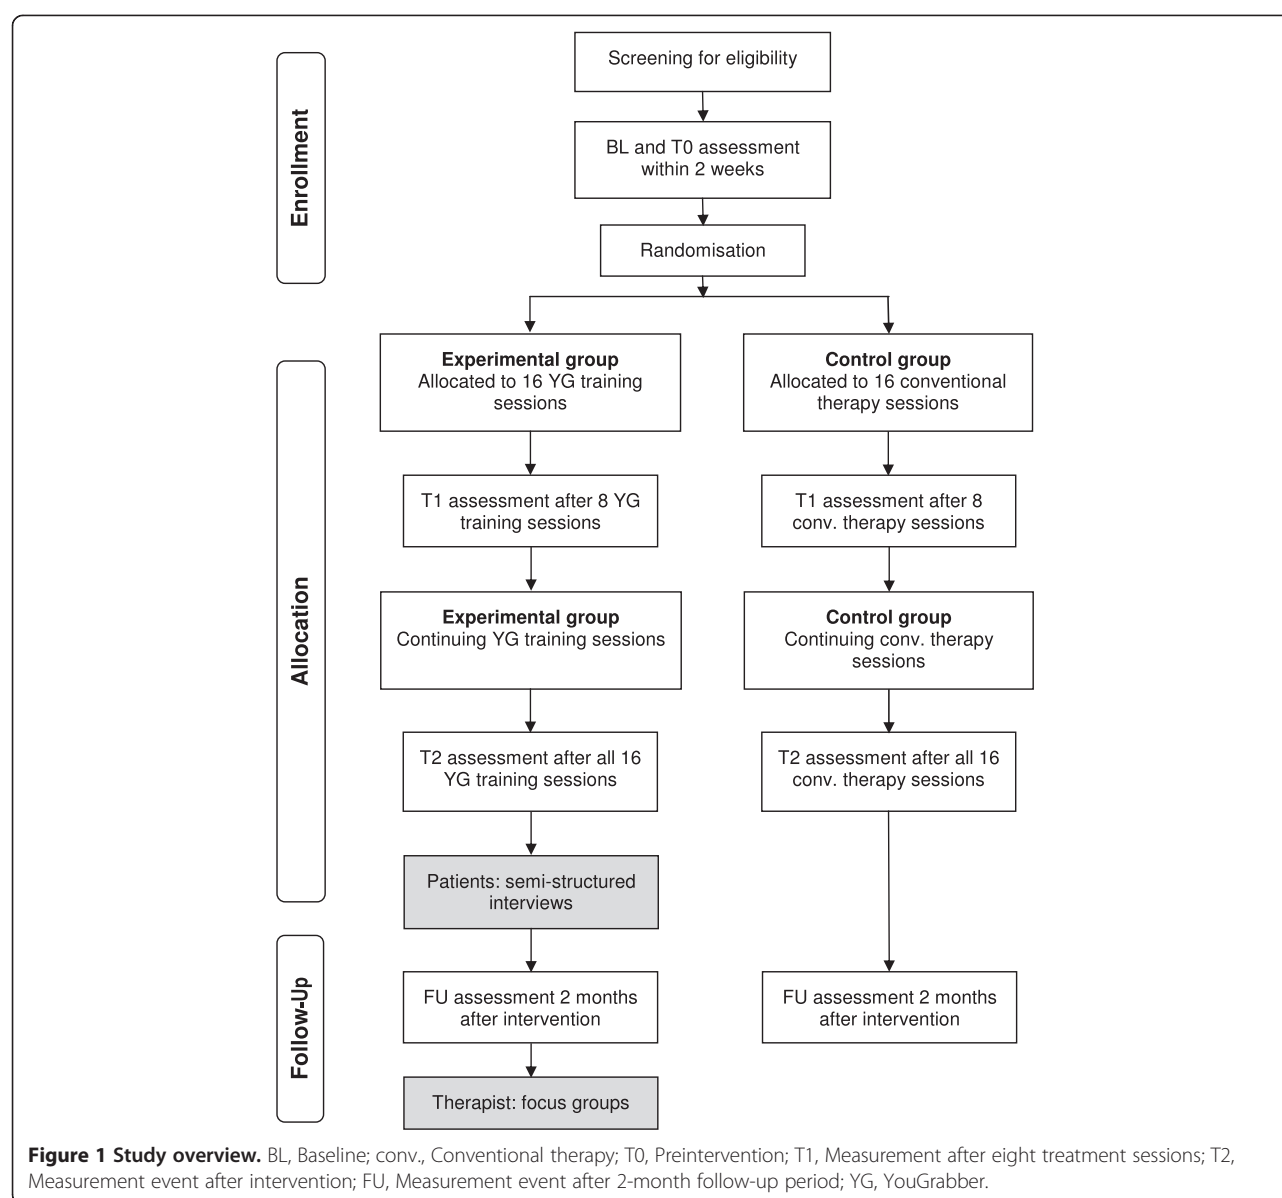 Enrollment
Screening for eligibility
BL and T0 assessment
within 2 weeks
Randomisation
Allocation
Experimental group
Allocated to 16 YG training
sessions
Control group
Allocated to 16 conventional
therapy sessions
T1 assessment after 8 YG
training sessions
T1 assessment after 8
conv. therapy sessions
Experimental group
Continuing YG training sessions
Control group
Continuing conv. therapy
sessions
T2 assessment after all 16
YG training sessions
T2 assessment after all 16
conv. therapy sessions
Patients: semi-structured
interviews
Follow-Up
FU assessment 2 months
after intervention
FU assessment 2 months
after intervention
Therapist: focus groups
Figure 1 Study overview. BL, Baseline; conv., Conventional therapy; T0, Preintervention; T1, Measurement after eight treatment sessions; T2,
Measurement event after intervention; FU, Measurement event after 2-month follow-up period; YG, YouGrabber.